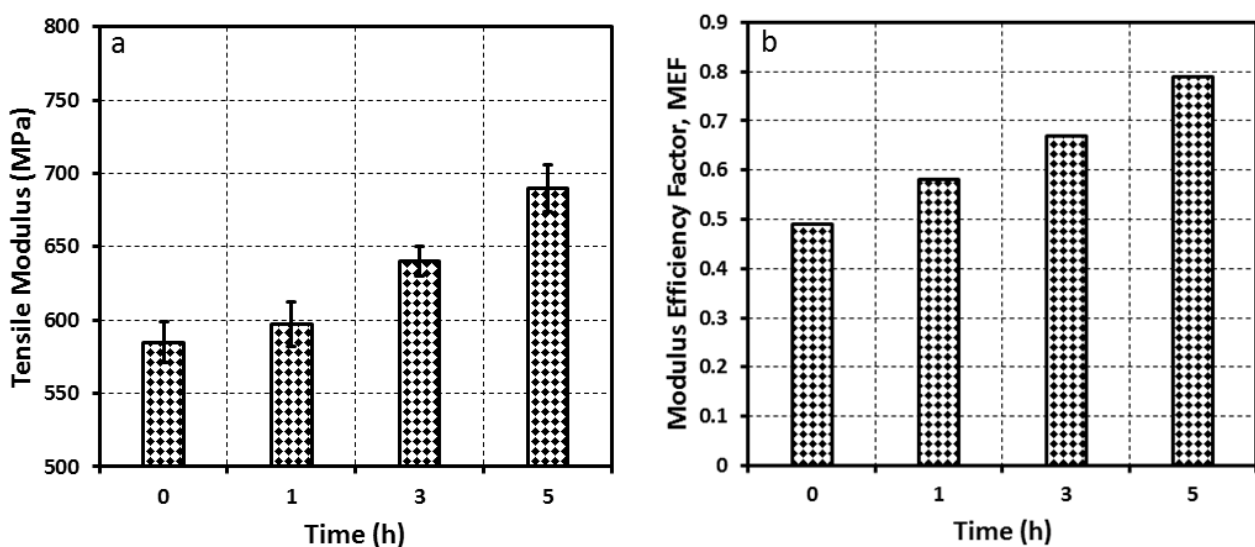 a
Tensile Modulus (MPa)
800
750
700
650
600
550
500
0 1 3 5
Time (h)
b
Modulus Efficiency Factor, MEF
0.9
0.8
0.7
0.6
0.5
0.4
0.3
0.2
0.1
0
0 1 3 5
Time (h)